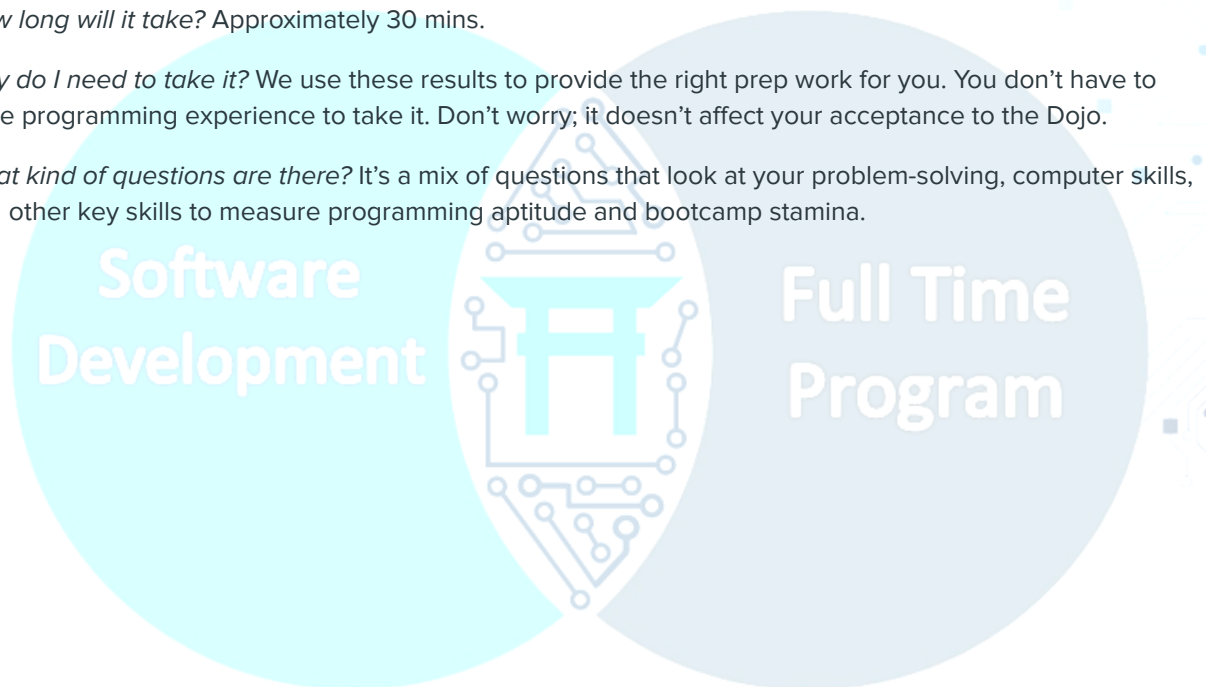 w long will it take? Approximately 30 mins.
y do I need to take it? We use these results to provide the right prep work for you. You don’t have to
e programming experience to take it. Don’t worry; it doesn’t affect your acceptance to the Dojo.
at kind of questions are there? It’s a mix of questions that look at your problem-solving, computer skills,
other key skills to measure programming aptitude and bootcamp stamina.
Software
Development
Full Time
Program